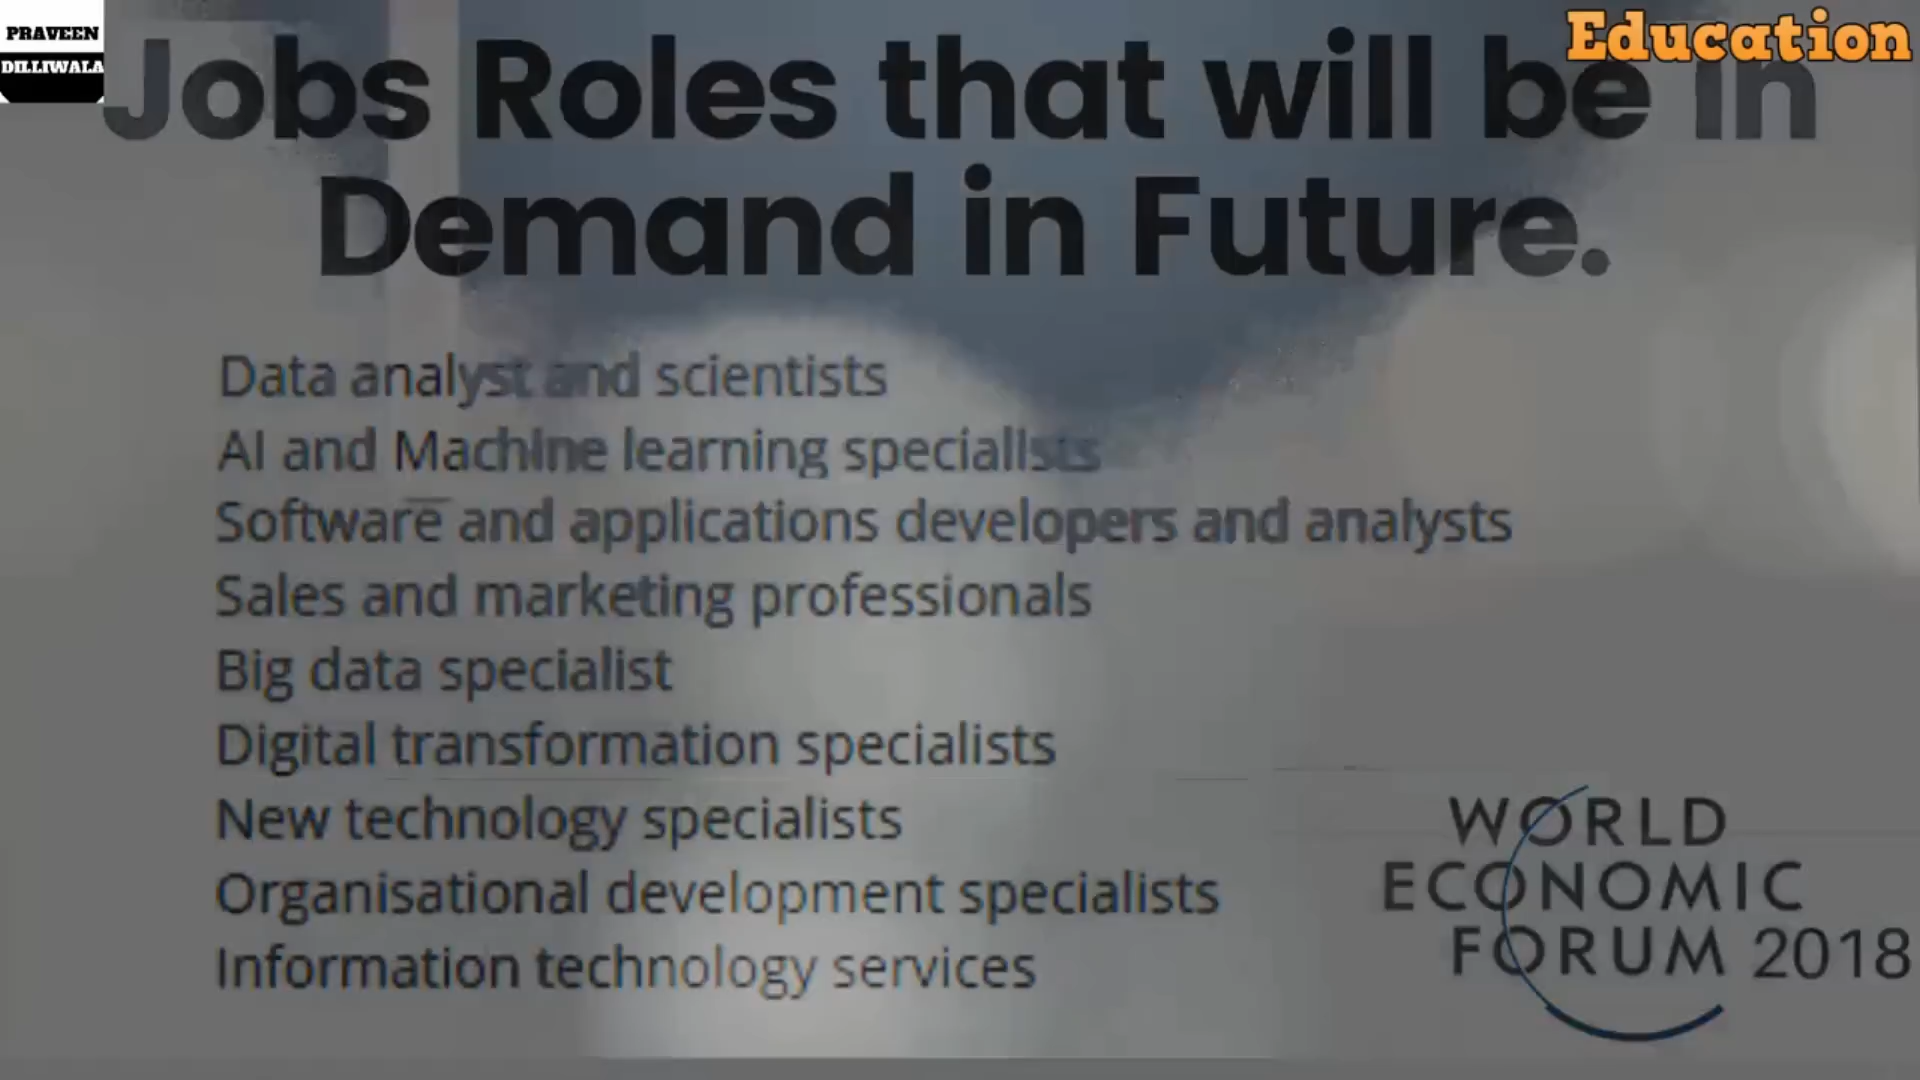 PRAVEEN
DILLIWALA
Education
Jobs Roles that will be in
Demand in Future.
Data analyst and scientists
AI and Machine learning specialists
Software and applications developers and analysts
Sales and marketing professionals
Big data specialist
Digital transformation specialists
New technology specialists
Organisational development specialists
Information technology services
WORLD
ECONOMIC
FORUM 2018